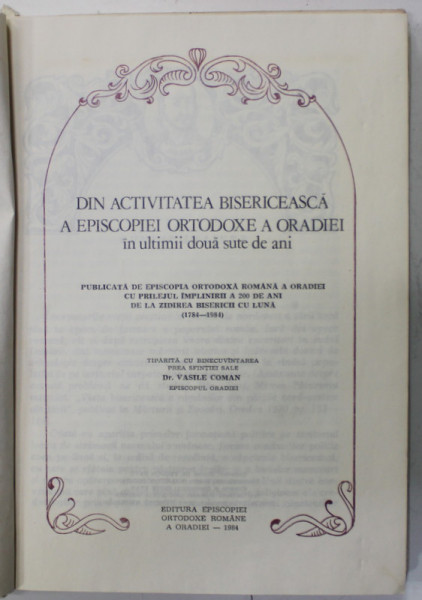 DIN ACTIVITATEA BISERICEASCĂ
A EPISCOPIEI ORTODOXE A ORADIEI
în ultimii două sute de ani
PUBLICATĂ DE EPISCOPIA ORTODOXĂ ROMÂNĂ A ORADIEI
CU PRILEJUL ÎMPLINIRII A 200 DE ANI
DE LA ZIDIREA BISERICII CU LUNĂ
(1784—1984)
TIPĂRITĂ CU BINECUVÎNTAREA
PREA SFINȚIEI SALE
Dr. VASILE COMAN
EPISCOPUL ORADIEI
EDITURA EPISCOPIEI
ORTODOXE ROMÂNE
A ORADIEI — 1984